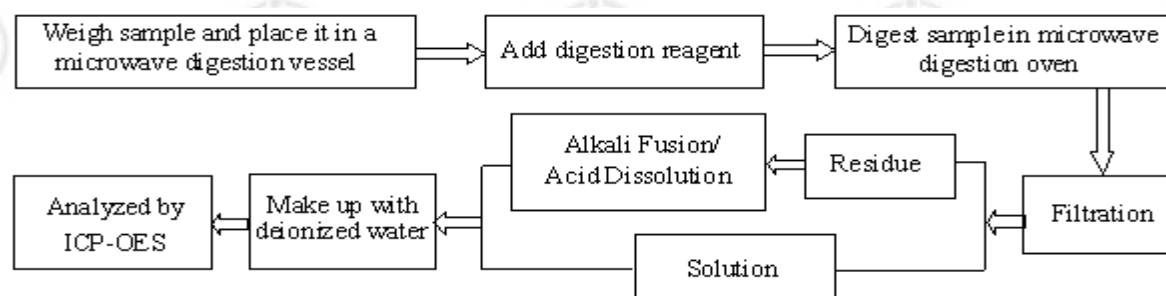 Weigh sample and place it in a
microwave digestion vessel
Add digestion reagent
Digest sample in microwave
digestion oven
Filtration
Residue
Alkali Fusion/
Acid Dissolution
Solution
Make up with
deionized water
Analyzed by
ICP-OES